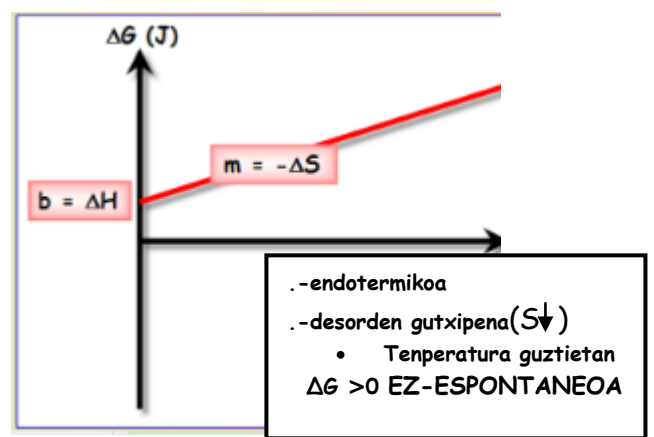 ΔG (J)
m = -ΔS
b = ΔH
.-endotermikoa
.-desorden gutxipena(S↓)
• Tenperatura guztietan
ΔG >0 EZ-ESPONTANEOA